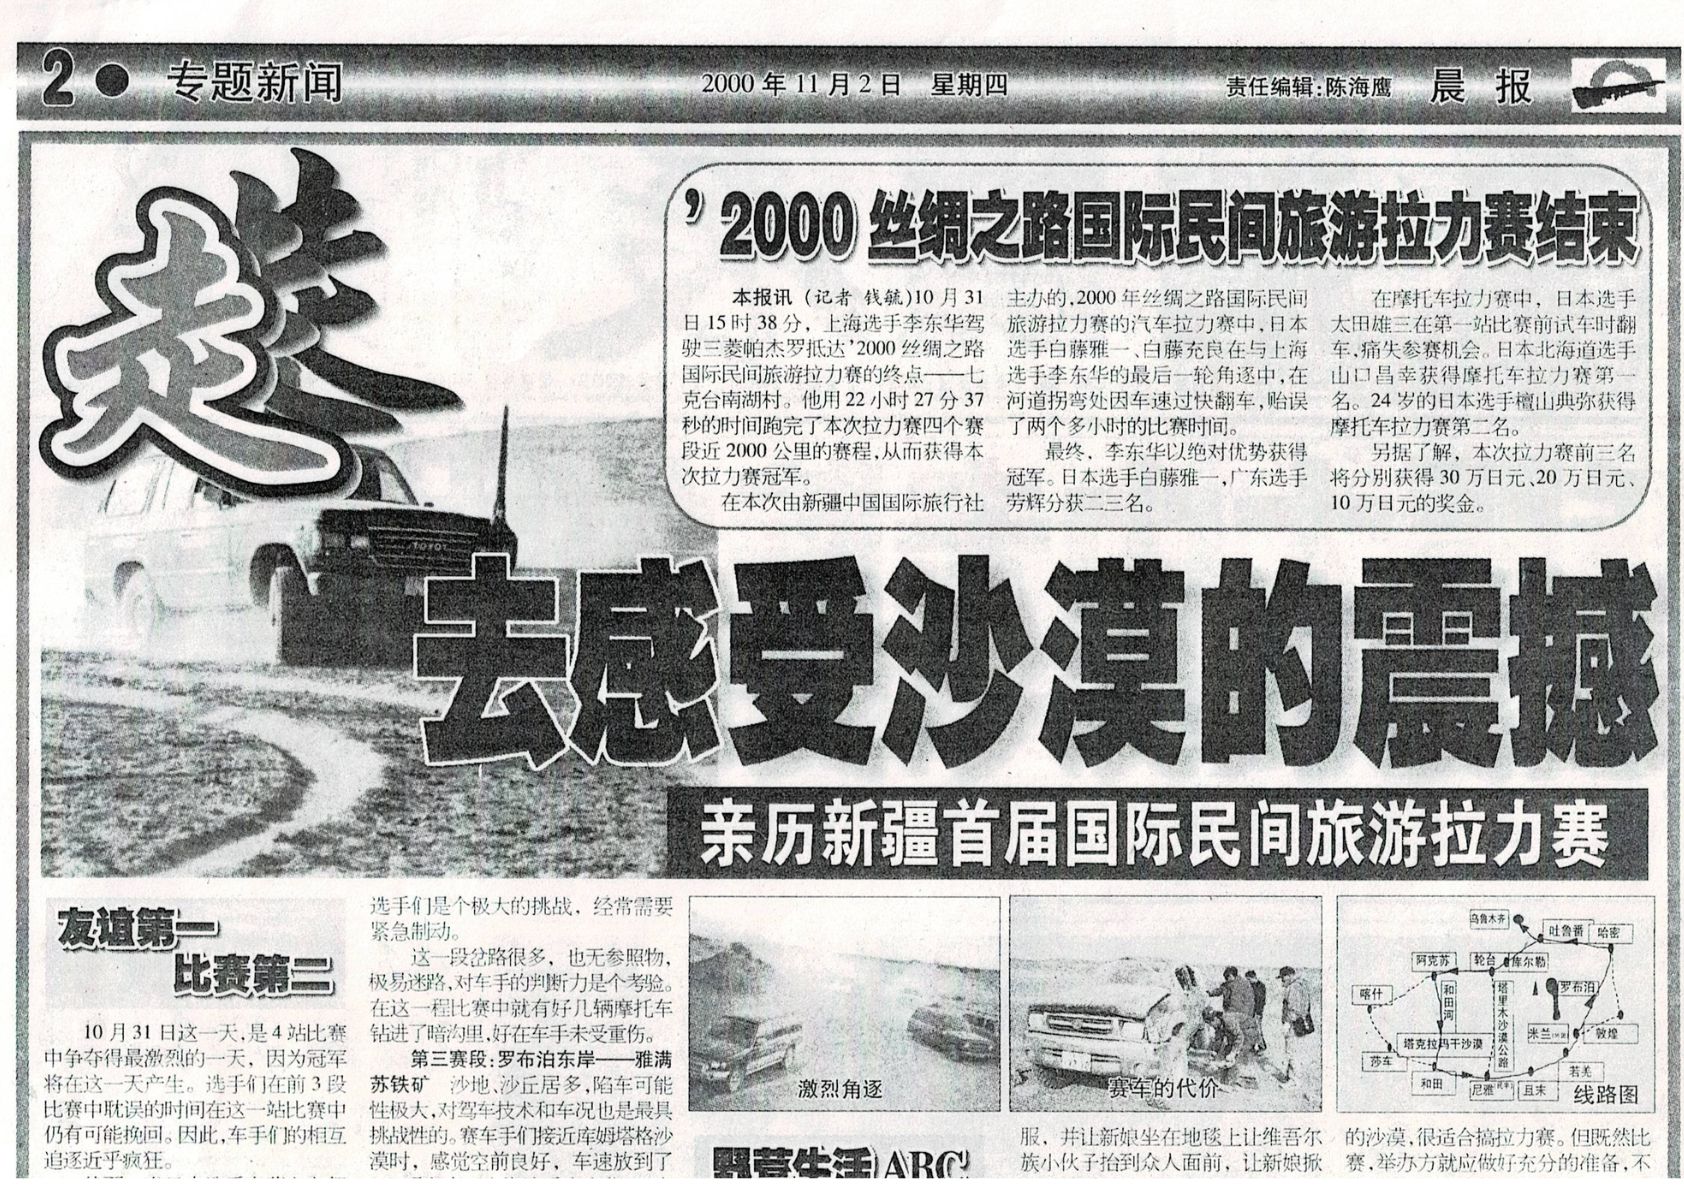 2 ● 专题新闻
2000年11月2日 星期四
责任编辑:陈海鹰 晨报
走
走
’2000丝绸之路国际民间旅游拉力赛结束
本报讯 (记者 钱毓)10月31
日15时38分，上海选手李东华驾
驶三菱帕杰罗抵达’2000丝绸之路
国际民间旅游拉力赛的终点——七
克台南湖村。他用22小时27分37
秒的时间跑完了本次拉力赛四个赛
段近2000公里的赛程,从而获得本
次拉力赛冠军。
在本次由新疆中国国际旅行社
主办的,2000年丝绸之路国际民间
旅游拉力赛的汽车拉力赛中,日本
选手白藤雅一、白藤充良在与上海
选手李东华的最后一轮角逐中,在
河道拐弯处因车速过快翻车,贻误
了两个多小时的比赛时间。
最终，李东华以绝对优势获得
冠军。日本选手白藤雅一,广东选手
劳辉分获二三名。
在摩托车拉力赛中，日本选手
太田雄三在第一站比赛前试车时翻
车,痛失参赛机会。日本北海道选手
山口昌幸获得摩托车拉力赛第一
名。24岁的日本选手檀山典弥获得
摩托车拉力赛第二名。
另据了解，本次拉力赛前三名
将分别获得30万日元、20万日元、
10万日元的奖金。
TOYOT
去感受沙漠的震撼
亲历新疆首届国际民间旅游拉力赛
友谊第一
比赛第二
10月31日这一天,是4站比赛
中争夺得最激烈的一天，因为冠军
将在这一天产生。选手们在前3段
比赛中耽误的时间在这一站比赛中
仍有可能挽回。因此,车手们的相互
追逐近乎疯狂。
选手们是个极大的挑战，经常需要
紧急制动。
这一段岔路很多，也无参照物,
极易迷路,对车手的判断力是个考验。
在这一程比赛中就有好几辆摩托车
钻进了暗沟里,好在车手未受重伤。
第三赛段:罗布泊东岸——雅满
苏铁矿 沙地、沙丘居多,陷车可能
性极大,对驾车技术和车况也是最具
挑战性的。赛车手们接近库姆塔格沙
漠时，感觉空前良好，车速放到了
激烈角逐
赛车的代价
乌鲁木齐
吐鲁番
哈密
阿克苏
轮台
库尔勒
喀什
和田河
塔里木沙漠公路
罗布泊
米兰
敦煌
塔克拉玛干沙漠
莎车
和田
尼雅
且末
若羌
线路图
野营生活ABC
服，并让新娘坐在地毯上让维吾尔
族小伙子抬到众人面前，让新娘掀
的沙漠,很适合搞拉力赛。但既然比
赛,举办方就应做好充分的准备,不